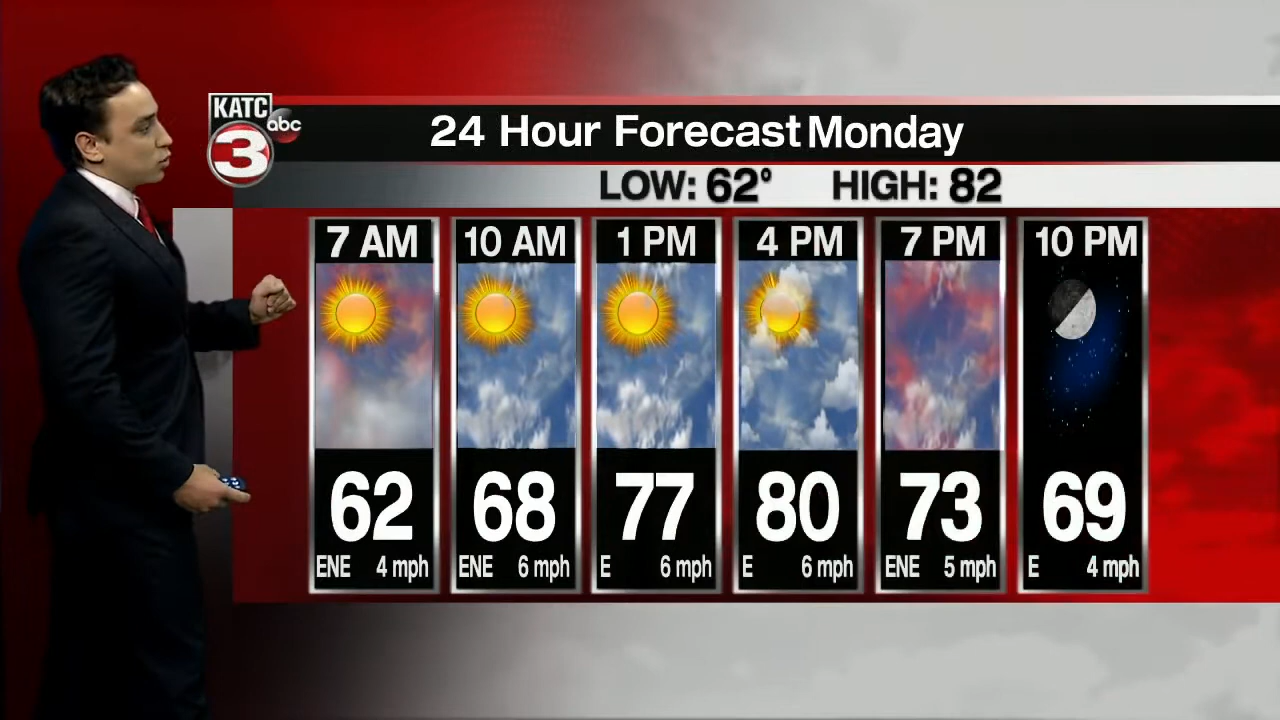 KATC
3
abc
24 Hour Forecast Monday
LOW: 62° HIGH: 82
7 AM 10 AM 1 PM 4 PM 7 PM 10 PM
62 68 77 80 73 69
ENE 4 mph ENE 6 mph E 6 mph E 6 mph ENE 5 mph E 4 mph